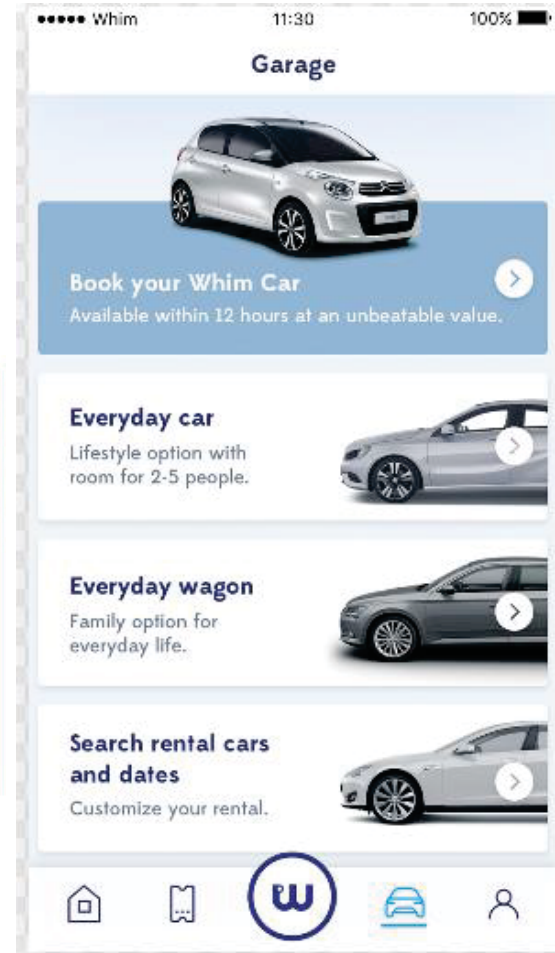 Whim 11:30 100%
Garage
Book your Whim Car
Available within 12 hours at an unbeatable value.
Everyday car
Lifestyle option with
room for 2-5 people.
Everyday wagon
Family option for
everyday life.
Search rental cars
and dates
Customize your rental.
w